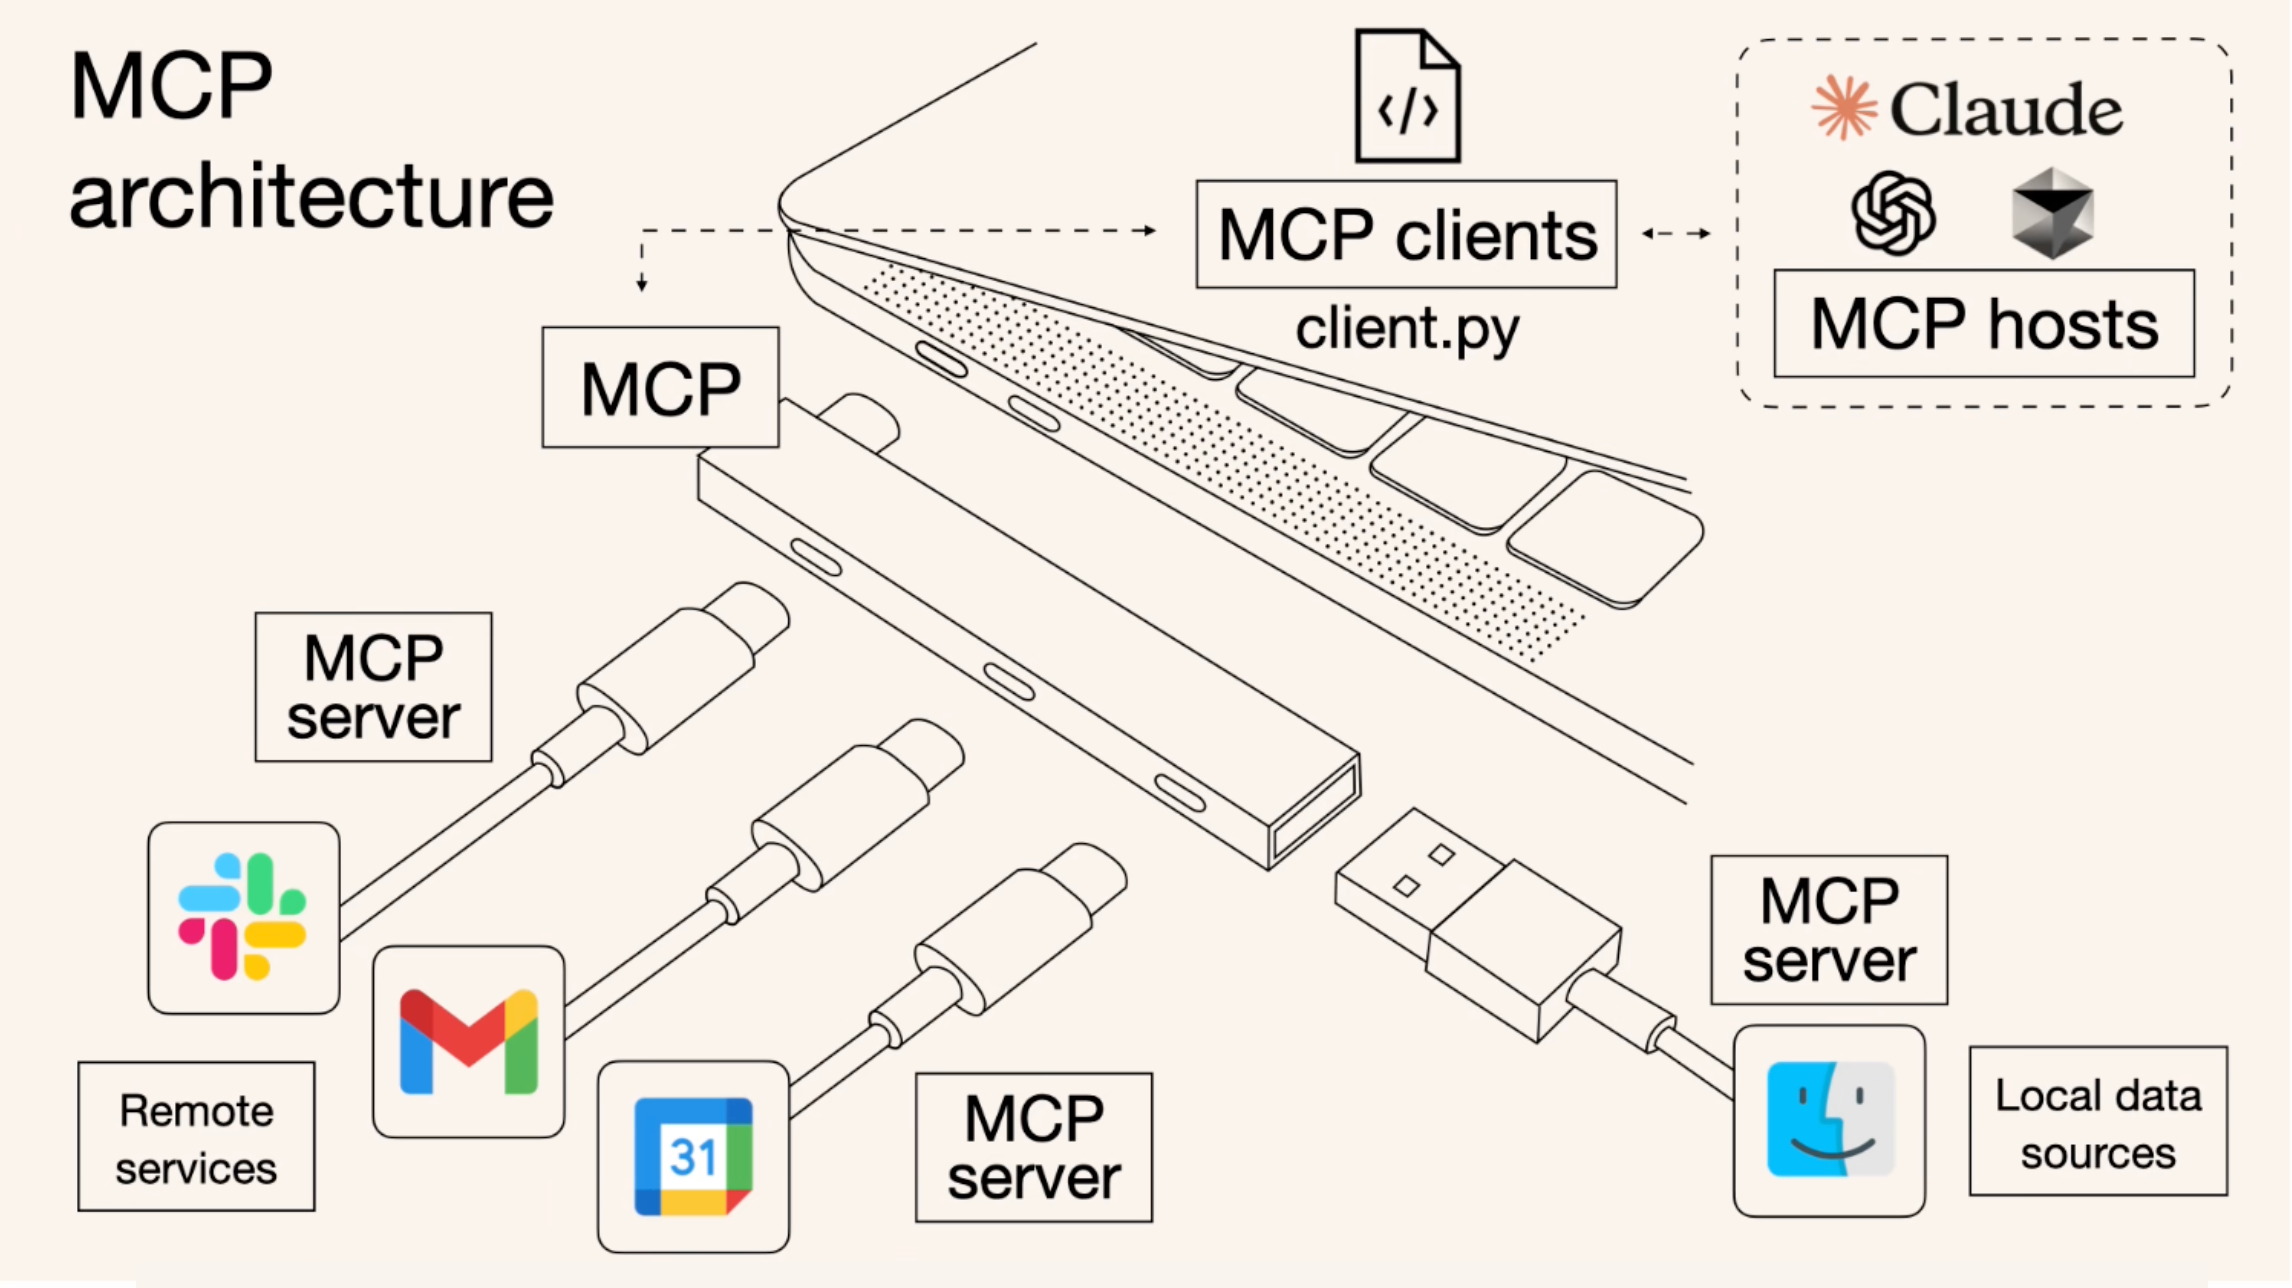 MCP
architecture
</>
MCP clients
client.py
Claude
MCP hosts
MCP
MCP
server
Remote
services
31
MCP
server
MCP
server
Local data
sources